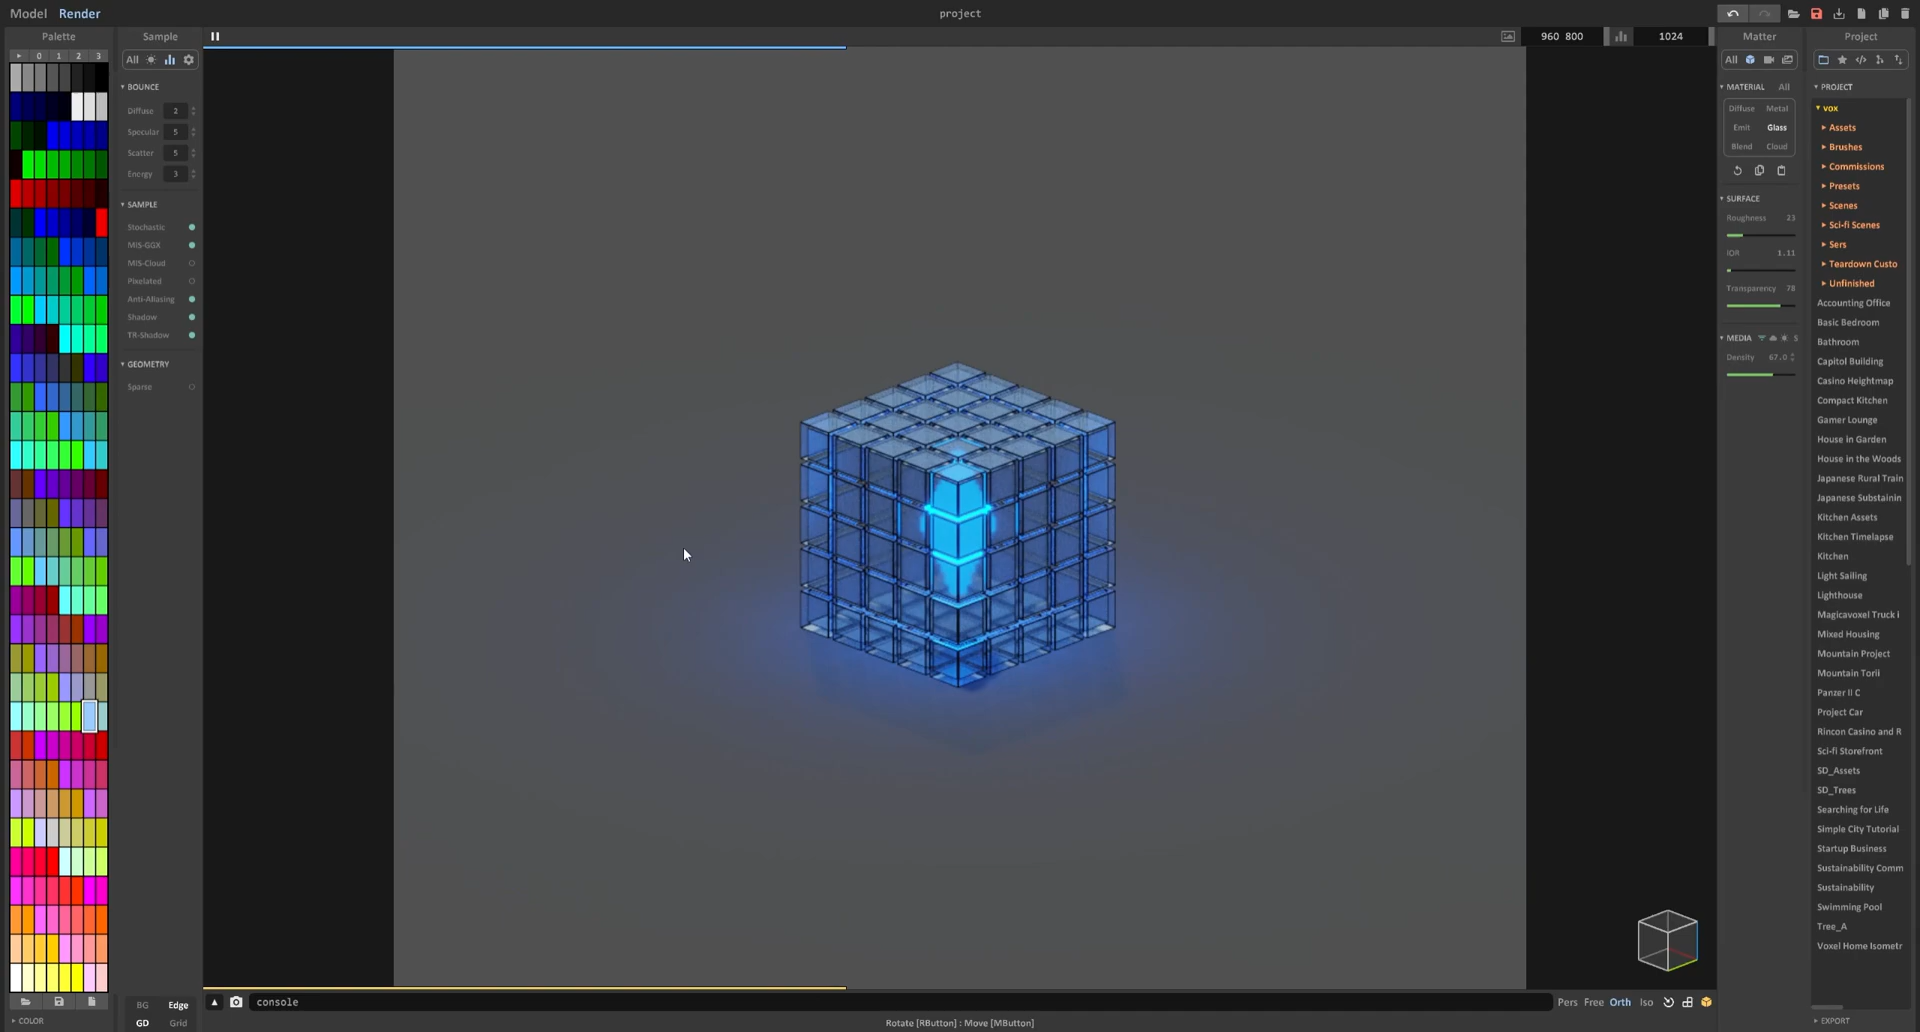 Model Render
project
Palette
Sample
960 800
1024
Matter
Project
0 1 2 3
All
All
BOUNCE
Diffuse 2
Specular 5
Scatter 5
Energy 3
SAMPLE
Stochastic
MIS-GGX
MIS-Cloud
Pixelated
Anti-Aliasing
Shadow
TR-Shadow
GEOMETRY
Sparse
MATERIAL All
Diffuse Metal
Emit Glass
Blend Cloud
SURFACE
Roughness 23
IOR 1.11
Transparency 78
MEDIA S
Density 67.0
PROJECT
vox
Assets
Brushes
Commissions
Presets
Scenes
Sci-fi Scenes
Sers
Teardown Custo
Unfinished
Accounting Office
Basic Bedroom
Bathroom
Capitol Building
Casino Heightmap
Compact Kitchen
Gamer Lounge
House in Garden
House in the Woods
Japanese Rural Train
Japanese Substainin
Kitchen Assets
Kitchen Timelapse
Kitchen
Light Sailing
Lighthouse
Magicavoxel Truck i
Mixed Housing
Mountain Project
Mountain Torii
Panzer II C
Project Car
Rincon Casino and R
Sci-fi Storefront
SD_Assets
SD_Trees
Searching for Life
Simple City Tutorial
Startup Business
Sustainability Comm
Sustainability
Swimming Pool
Tree_A
Voxel Home Isometr
BG Edge
GD Grid
console
Pers Free Orth Iso
COLOR
Rotate [RButton] : Move [MButton]
EXPORT